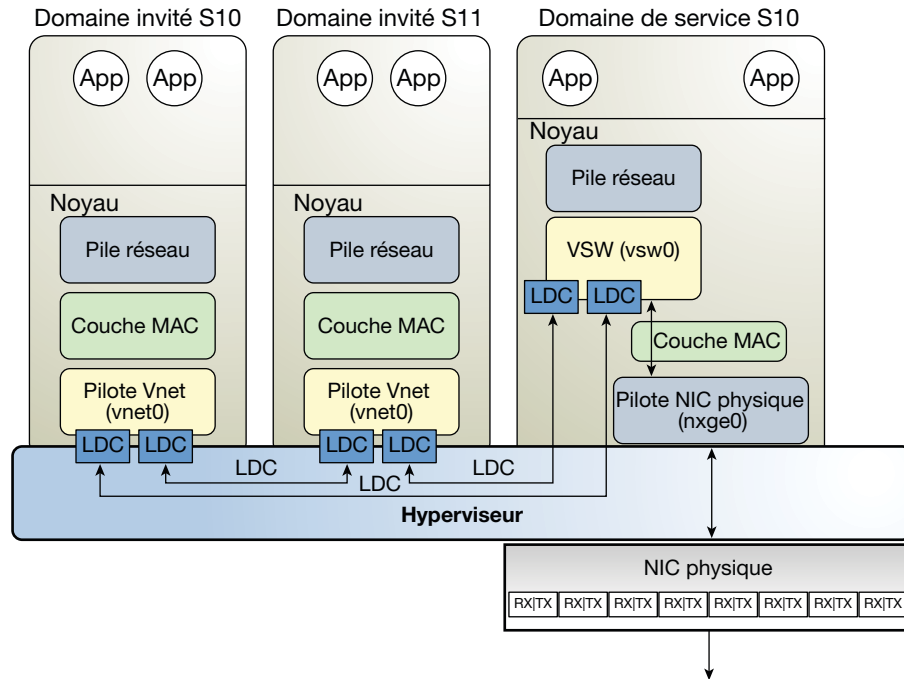 Domaine invité S10
Domaine invité S11
Domaine de service S10
App
App
App
App
App
App
Noyau
Pile réseau
Couche MAC
Pilote Vnet
(vnet0)
LDC
LDC
Noyau
Pile réseau
Couche MAC
Pilote Vnet
(vnet0)
LDC
LDC
Noyau
Pile réseau
VSW (vsw0)
LDC
LDC
Couche MAC
Pilote NIC physique
(nxge0)
LDC
LDC
LDC
Hyperviseur
NIC physique
RX|TX
RX|TX
RX|TX
RX|TX
RX|TX
RX|TX
RX|TX
RX|TX